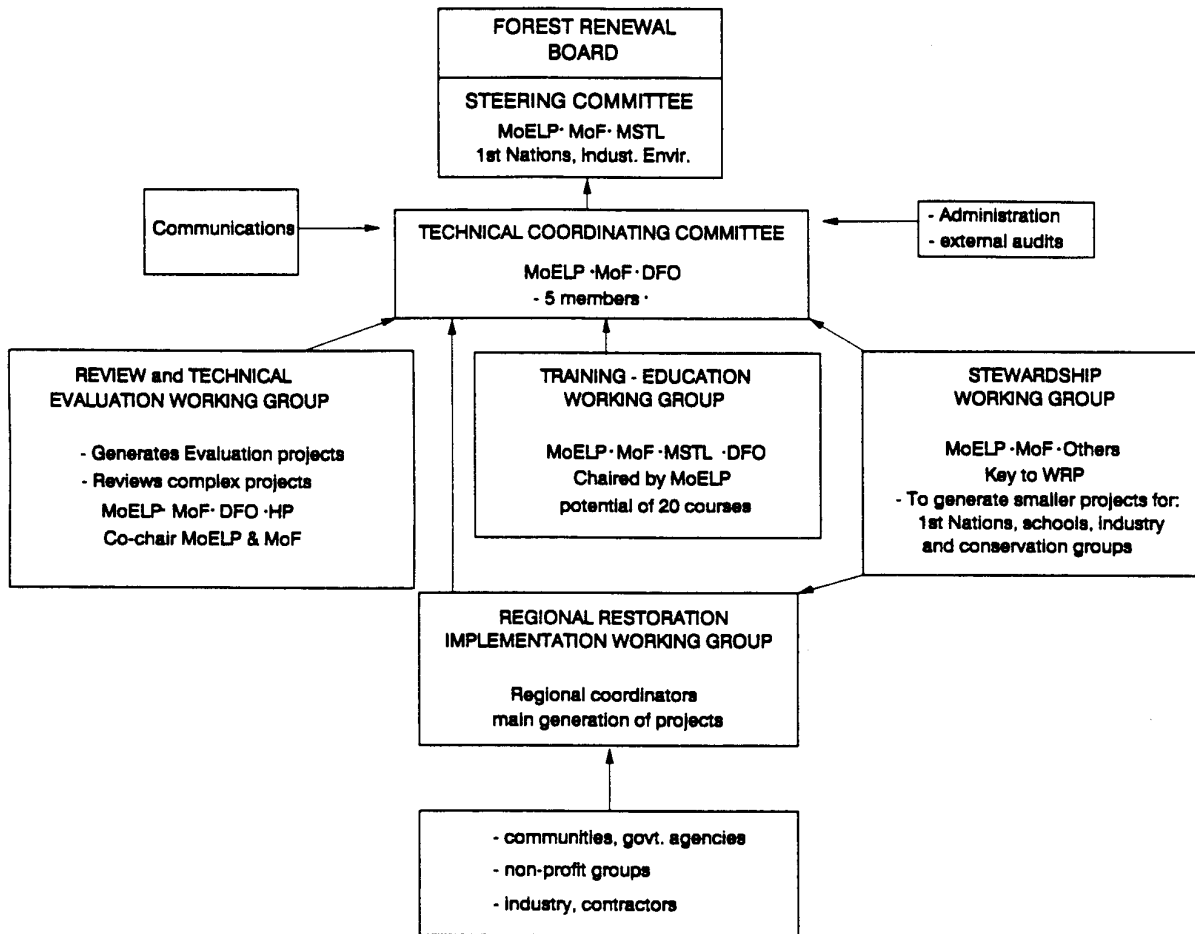 FOREST RENEWAL
BOARD
STEERING COMMITTEE
MoELP· MoF· MSTL
1st Nations, Indust. Envir.
Communications
TECHNICAL COORDINATING COMMITTEE
MoELP ·MoF· DFO
- 5 members ·
- Administration
- external audits
REVIEW and TECHNICAL
EVALUATION WORKING GROUP
- Generates Evaluation projects
- Reviews complex projects
MoELP· MoF· DFO ·HP
Co-chair MoELP & MoF
TRAINING - EDUCATION
WORKING GROUP
MoELP·MoF·MSTL ·DFO
Chaired by MoELP
potential of 20 courses
STEWARDSHIP
WORKING GROUP
MoELP·MoF·Others
Key to WRP
- To generate smaller projects for:
1st Nations, schools, industry
and conservation groups
REGIONAL RESTORATION
IMPLEMENTATION WORKING GROUP
Regional coordinators
main generation of projects
- communities, govt. agencies
- non-profit groups
- industry, contractors